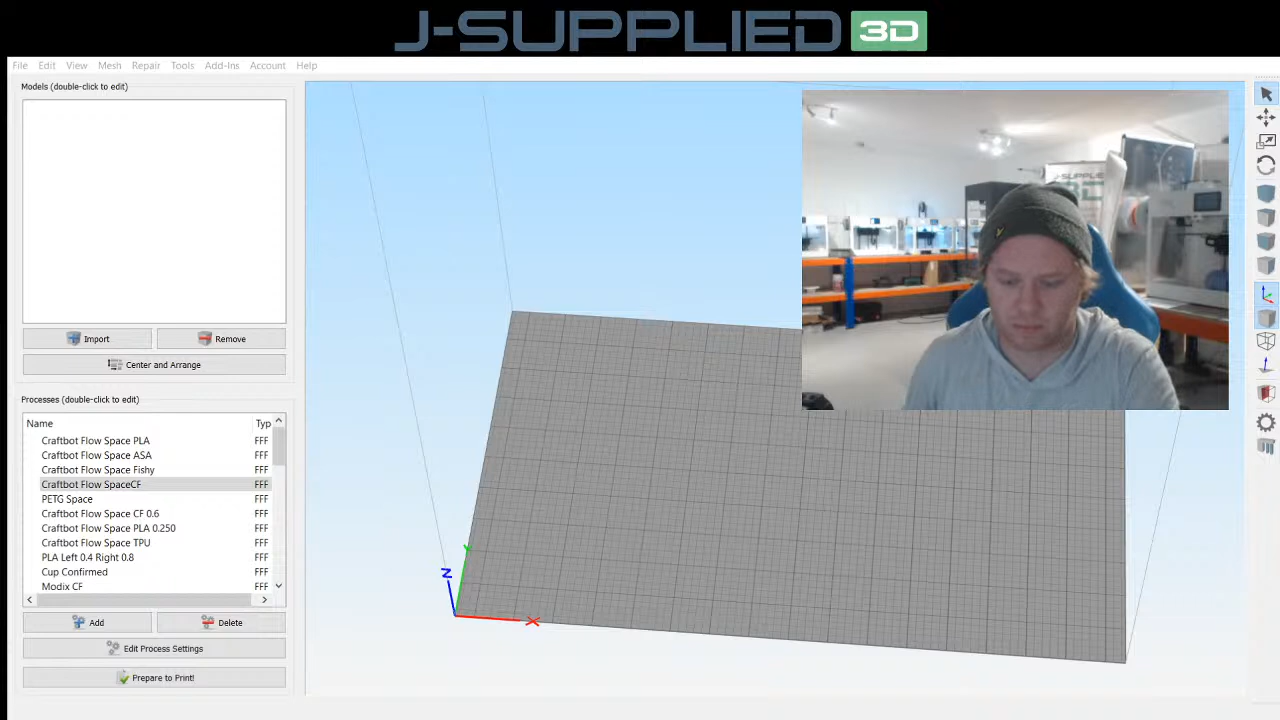 J-SUPPLIED 3D
File Edit View Mesh Repair Tools Add-Ins Account Help
Models (double-click to edit)
Import Remove
Center and Arrange
Processes (double-click to edit)
Name Typ
Craftbot Flow Space PLA FFF
Craftbot Flow Space ASA FFF
Craftbot Flow Space Fishy FFF
Craftbot Flow SpaceCF FFF
PETG Space FFF
Craftbot Flow Space CF 0.6 FFF
Craftbot Flow Space PLA 0.250 FFF
Craftbot Flow Space TPU FFF
PLA Left 0.4 Right 0.8 FFF
Cup Confirmed FFF
Modix CF FFF
Add Delete
Edit Process Settings
Prepare to Print!
Z
Y
X
J-SUPPLIED